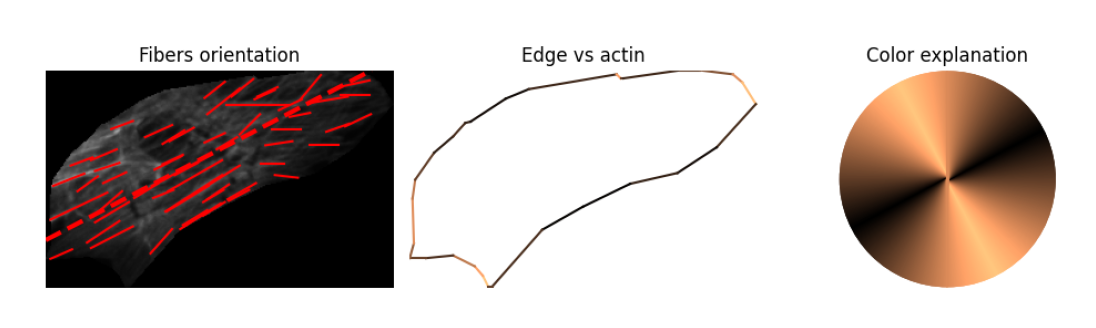 Fibers orientation
Edge vs actin
Color explanation